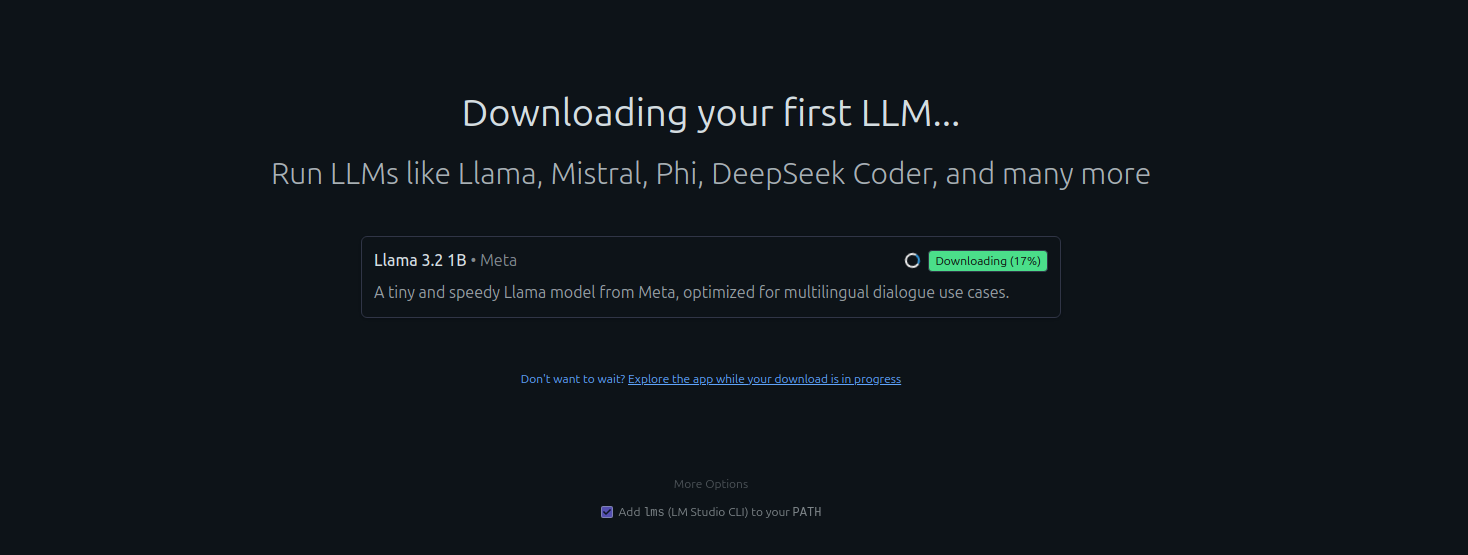 Downloading your first LLM...
Run LLMs like Llama, Mistral, Phi, DeepSeek Coder, and many more
Llama 3.2 1B • Meta
Downloading (17%)
A tiny and speedy Llama model from Meta, optimized for multilingual dialogue use cases.
Don't want to wait? Explore the app while your download is in progress
More Options
Add lms (LM Studio CLI) to your PATH